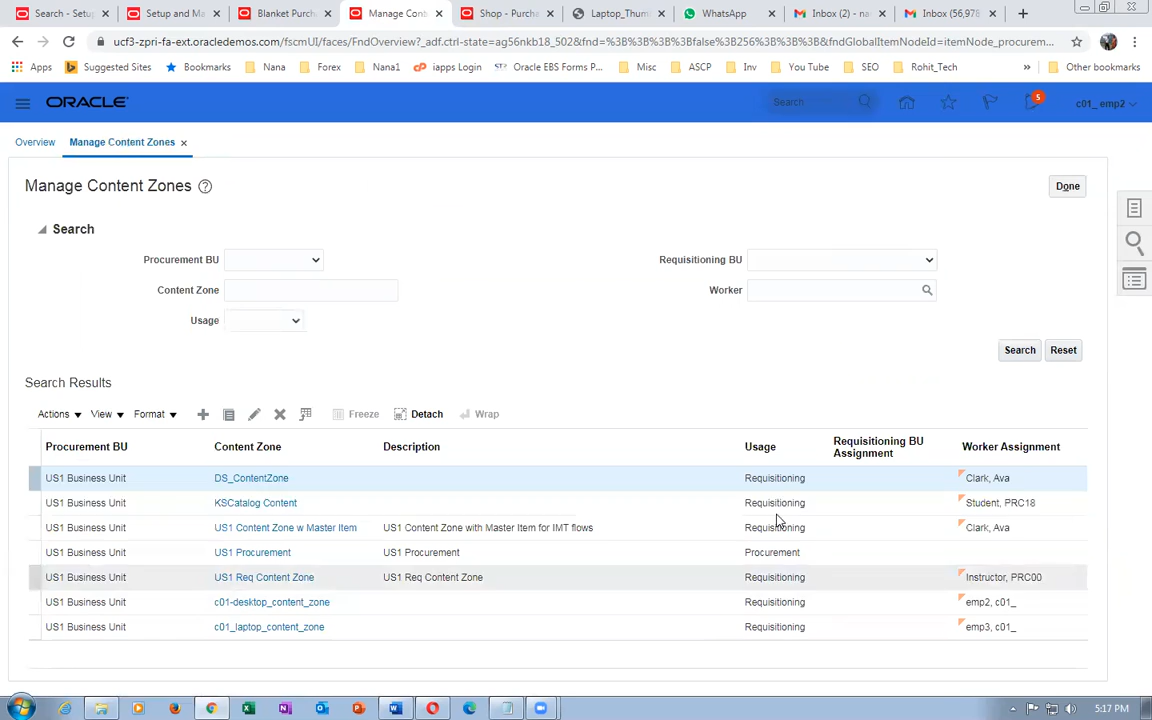 Search - Setu
Setup and Ma
Blanket Purch
Manage Conte
Shop - Purcha
Laptop_Thum
WhatsApp
Inbox (2) - na
Inbox (56,978
ucf3-zpri-fa-ext.oracledemos.com/fscmUI/faces/FndOverview?_adf.ctrl-state=ag56nkb18_502&fnd=%3B%3B%3B%3Bfalse%3B256%3B%3B%3B&fndGlobalItemNodeId=itemNode_procurem...
Apps
Suggested Sites
Bookmarks
Nana
Forex
Nana1
iapps Login
Oracle EBS Forms P...
Misc
ASCP
Inv
You Tube
SEO
Rohit_Tech
»
Other bookmarks
ORACLE
Search
5
c01_ emp2
Overview
Manage Content Zones
Manage Content Zones
Done
Search
Procurement BU
Requisitioning BU
Content Zone
Worker
Usage
Search
Reset
Search Results
Actions
View
Format
Freeze
Detach
Wrap
Procurement BU
Content Zone
Description
Usage
Requisitioning BU Assignment
Worker Assignment
US1 Business Unit DS_ContentZone Requisitioning Clark, Ava
US1 Business Unit KSCatalog Content Requisitioning Student, PRC18
US1 Business Unit US1 Content Zone w Master Item US1 Content Zone with Master Item for IMT flows Requisitioning Clark, Ava
US1 Business Unit US1 Procurement US1 Procurement Procurement
US1 Business Unit US1 Req Content Zone US1 Req Content Zone Requisitioning Instructor, PRC00
US1 Business Unit c01-desktop_content_zone Requisitioning emp2, c01_
US1 Business Unit c01_laptop_content_zone Requisitioning emp3, c01_
5:17 PM